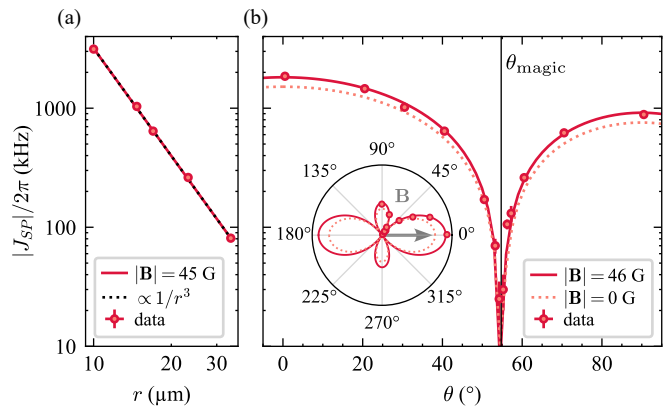 (a)
(b)
|J_SP|/2π (kHz)
1000
100
10
|B| = 45 G
∝1/r³
data
10
20
30
r (µm)
θ_magic
90°
135°
45°
B
180°
0°
225°
315°
270°
|B| = 46 G
|B| = 0 G
data
0
20
40
60
80
θ (°)